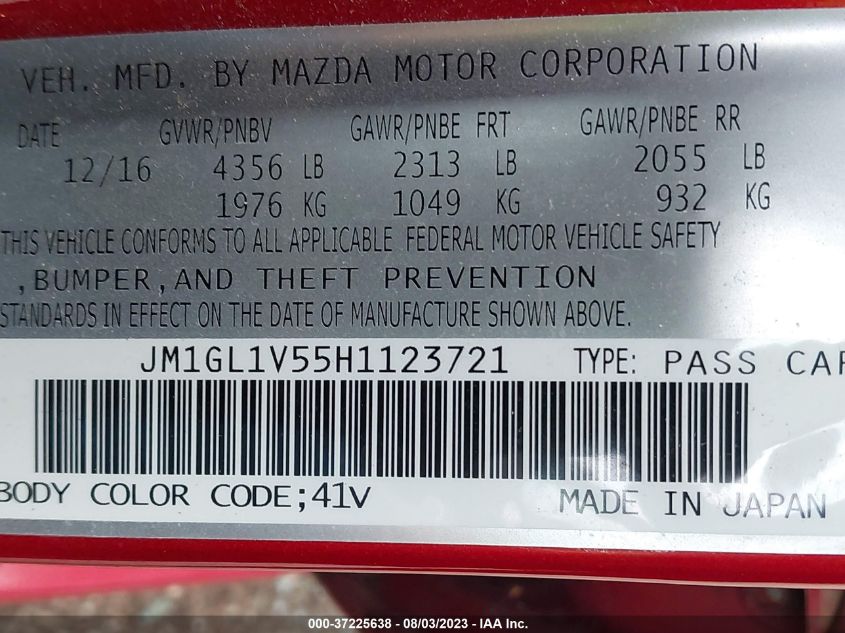 VEH. MFD. BY MAZDA MOTOR CORPORATION
DATE GVWR/PNBV GAWR/PNBE FRT GAWR/PNBE RR
12/16 4356 LB 2313 LB 2055 LB
1976 KG 1049 KG 932 KG
THIS VEHICLE CONFORMS TO ALL APPLICABLE FEDERAL MOTOR VEHICLE SAFETY
,BUMPER,AND THEFT PREVENTION
STANDARDS IN EFFECT ON THE DATE OF MANUFACTURE SHOWN ABOVE.
JM1GL1V55H1123721 TYPE: PASS CAR
BODY COLOR CODE;41V MADE IN JAPAN
000-37225638 - 08/03/2023 - © IAA Inc.